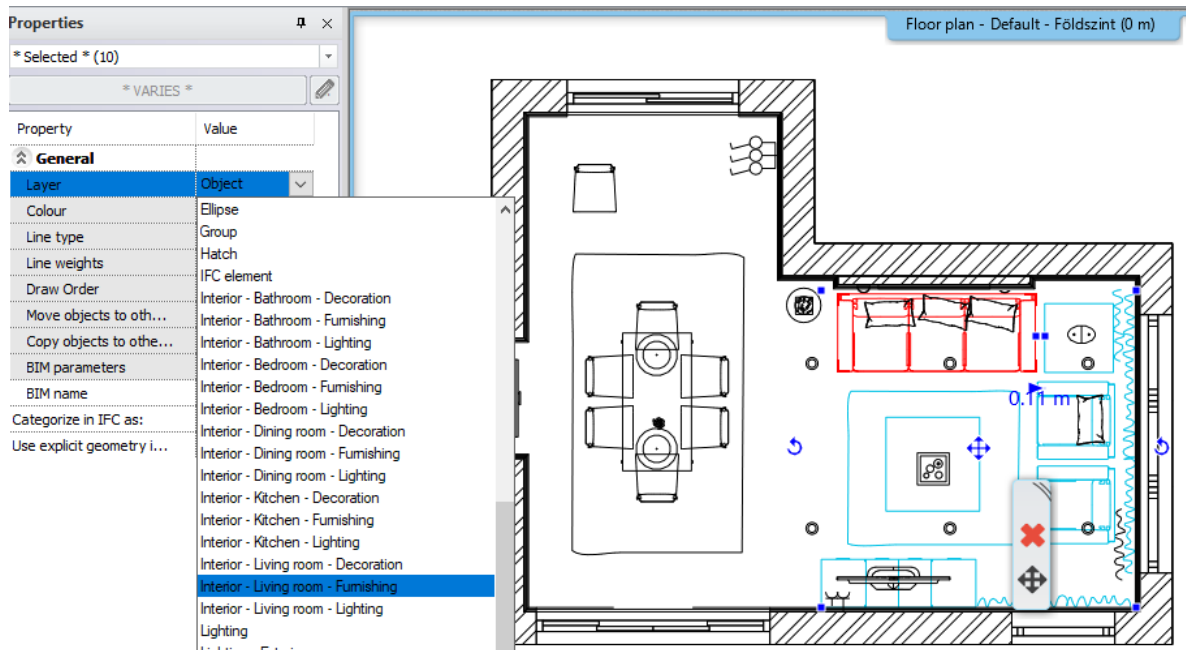 Properties
Floor plan - Default - Földszint (0 m)
* Selected * (10)
* VARIES *
Property Value
General
Layer Object
Colour
Line type
Line weights
Draw Order
Move objects to oth...
Copy objects to othe...
BIM parameters
BIM name
Categorize in IFC as:
Use explicit geometry i...
Ellipse
Group
Hatch
IFC element
Interior - Bathroom - Decoration
Interior - Bathroom - Furnishing
Interior - Bathroom - Lighting
Interior - Bedroom - Decoration
Interior - Bedroom - Furnishing
Interior - Bedroom - Lighting
Interior - Dining room - Decoration
Interior - Dining room - Furnishing
Interior - Dining room - Lighting
Interior - Kitchen - Decoration
Interior - Kitchen - Furnishing
Interior - Kitchen - Lighting
Interior - Living room - Decoration
Interior - Living room - Furnishing
Interior - Living room - Lighting
Lighting
0.11 m